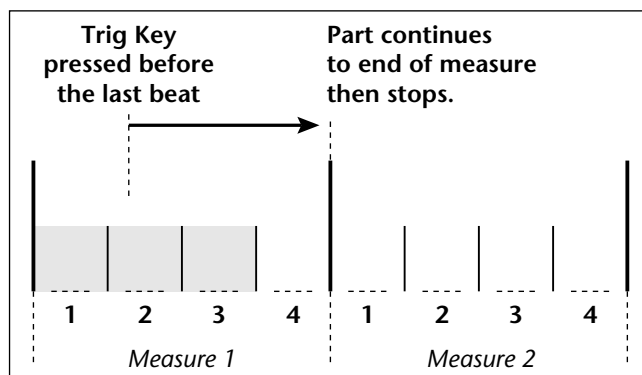 Trig Key
pressed before
the last beat
Part continues
to end of measure
then stops.
1 2 3 4 1 2 3 4
Measure 1 Measure 2